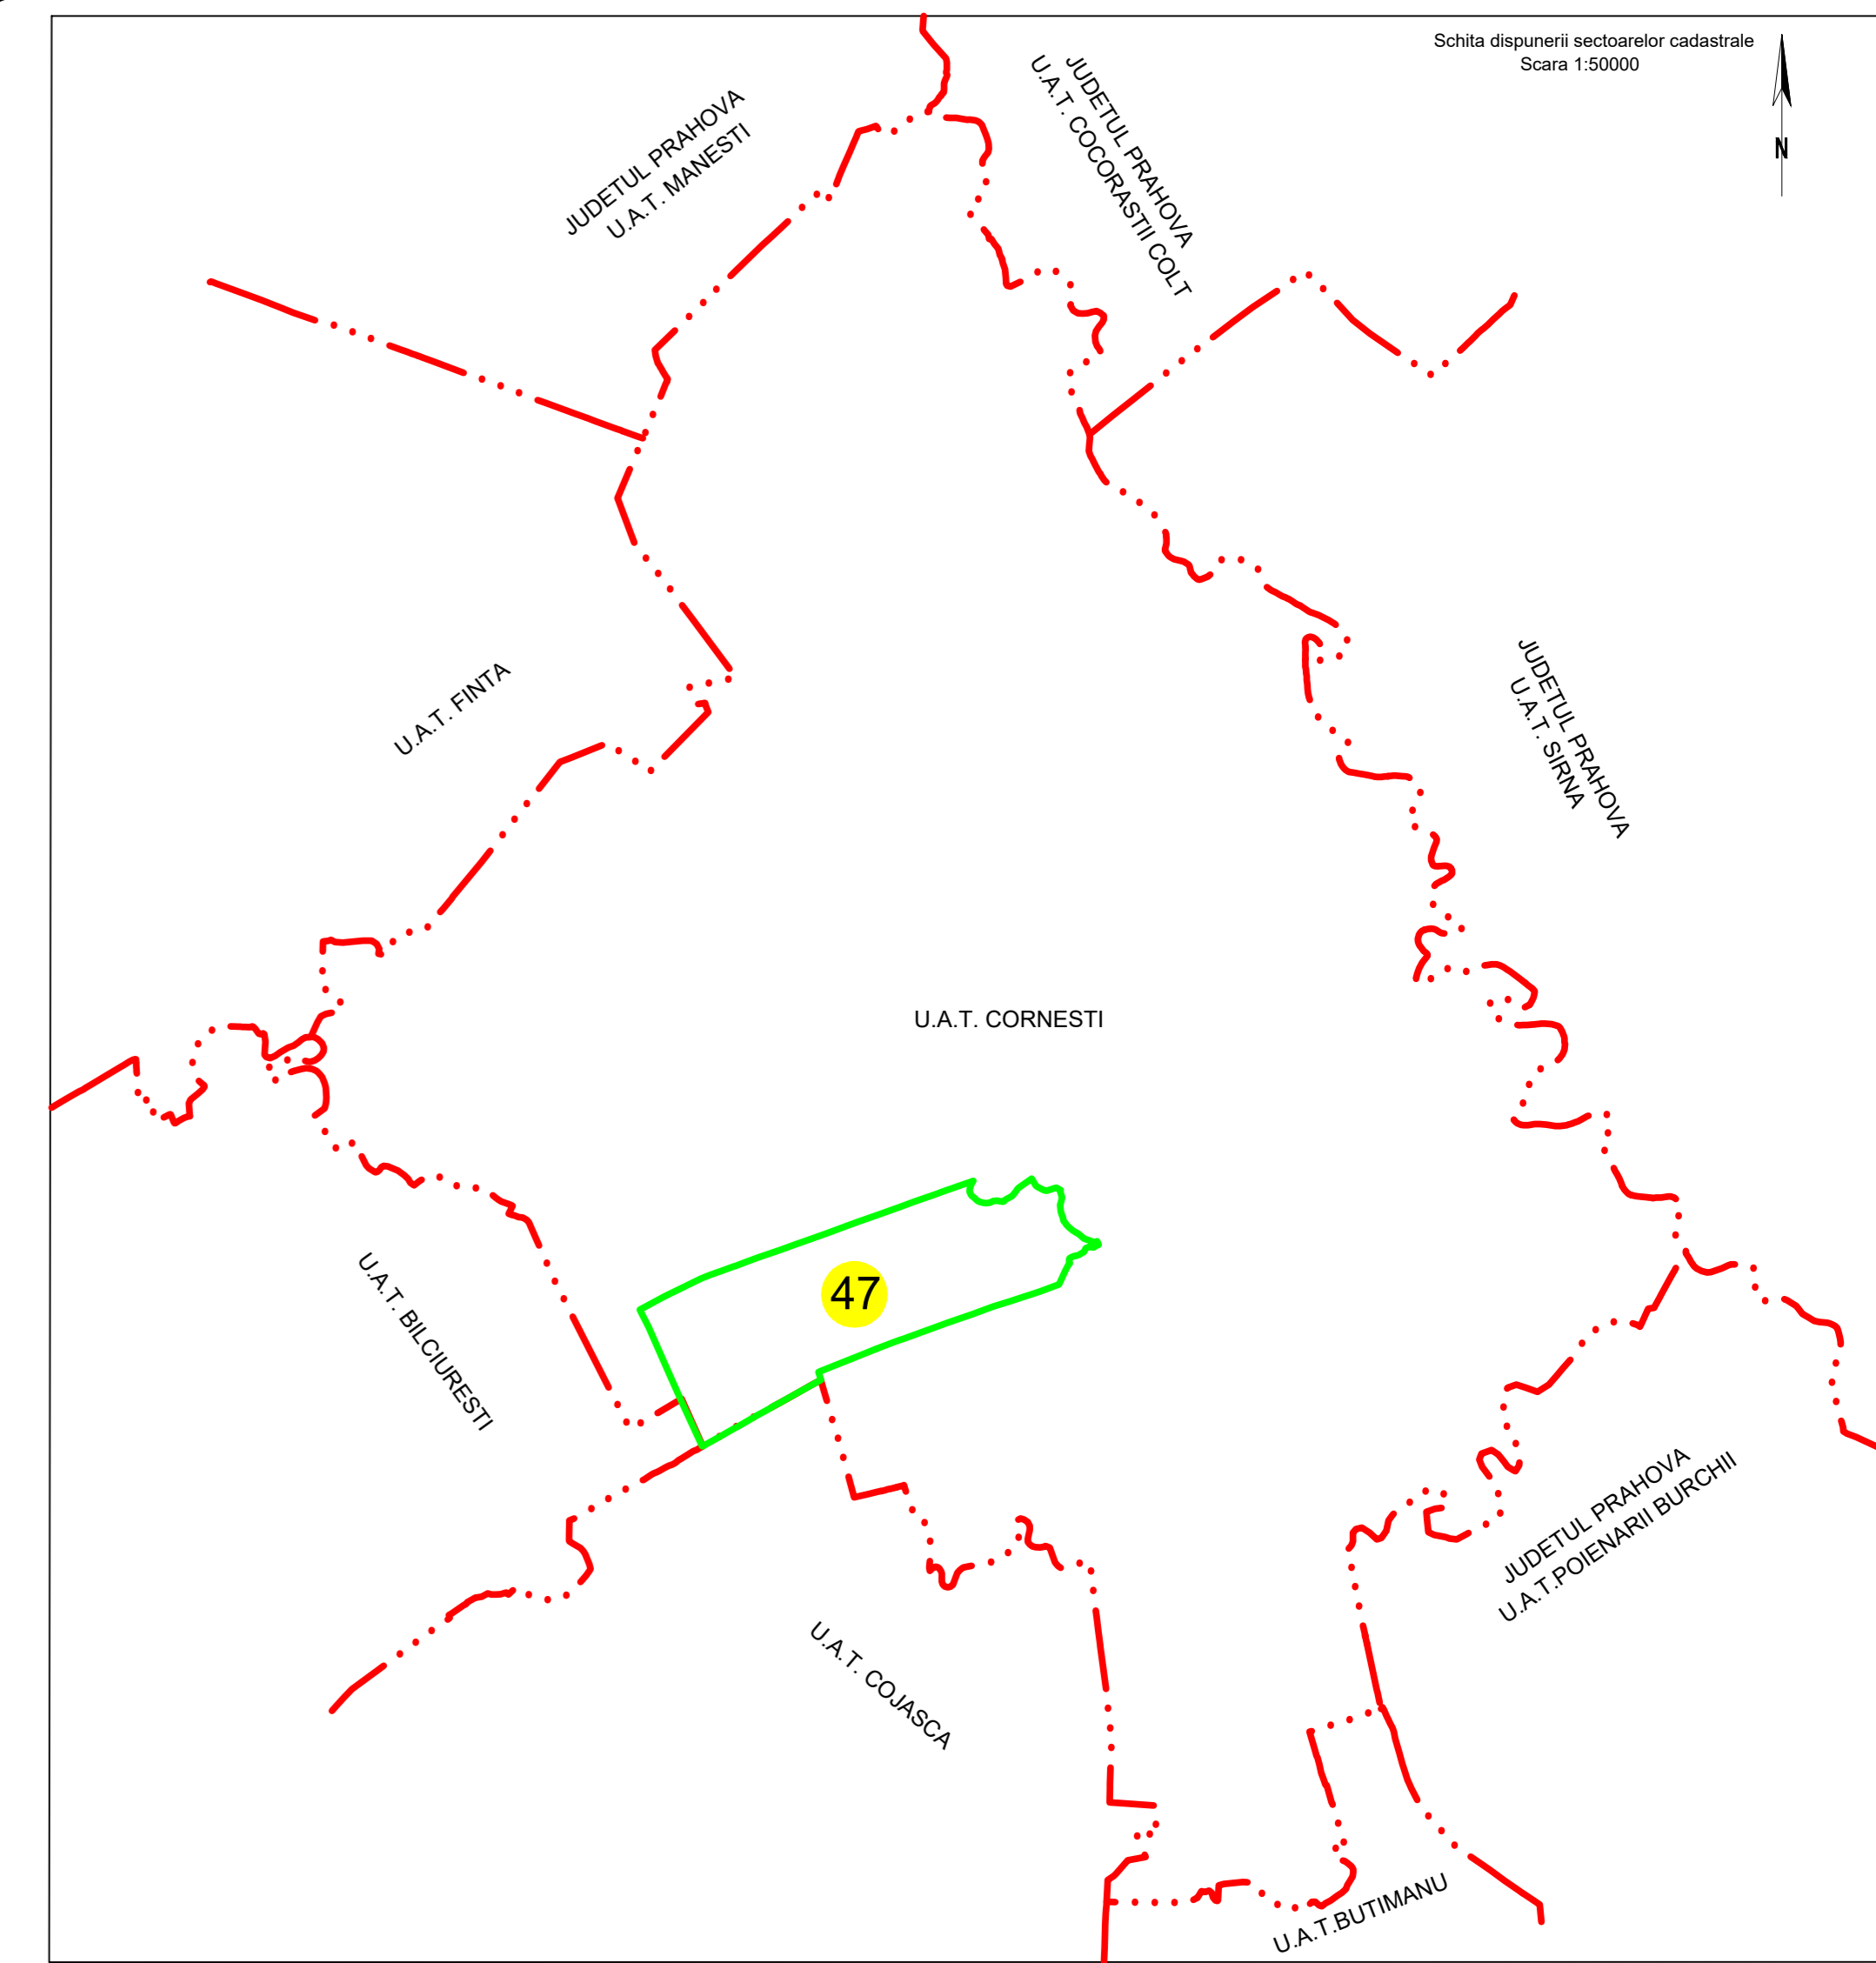 Schita dispunerii sectoarelor cadastrale
Scara 1:50000
N
JUDETUL PRAHOVA
U.A.T. MANESTI
JUDETUL PRAHOVA
U.A.T. COCORASTII COLT
U.A.T. FINTA
JUDETUL PRAHOVA
U.A.T. SIRNA
U.A.T. CORNESTI
47
U.A.T. BILCIURESTI
JUDETUL PRAHOVA
U.A.T.POIENARII BURCHII
U.A.T. COJASCA
U.A.T.BUTIMANU